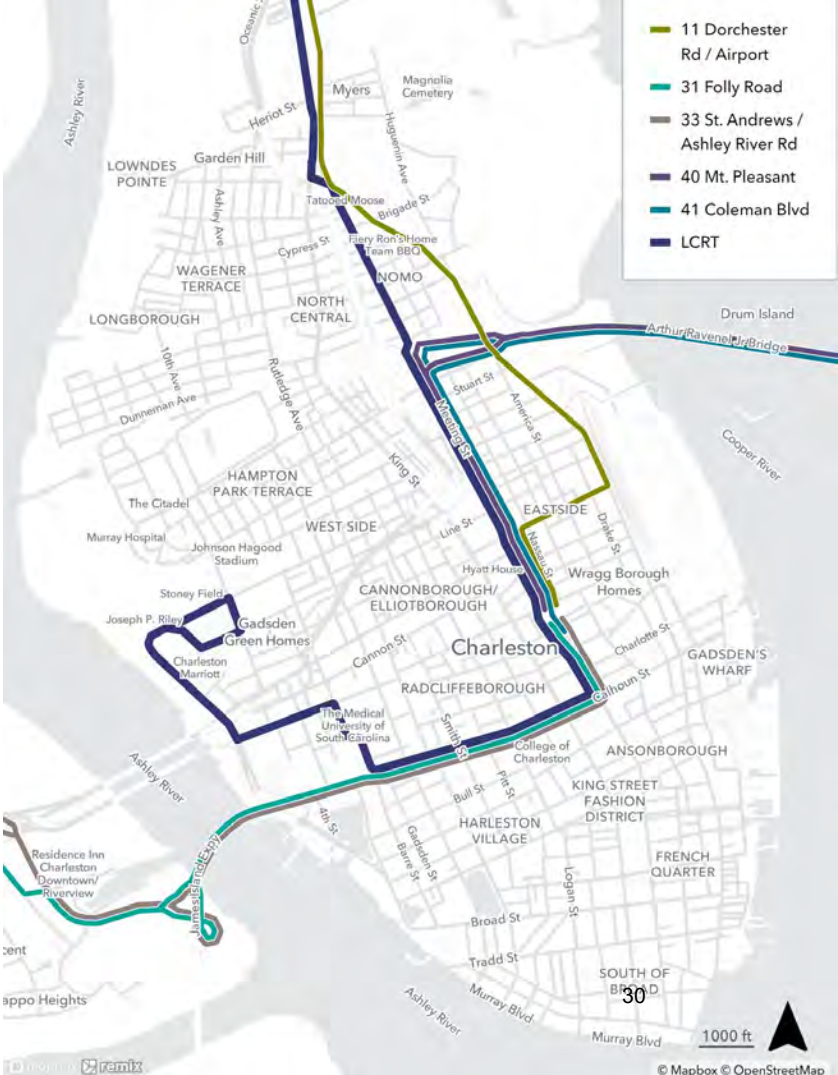 11 Dorchester
Rd / Airport
31 Folly Road
33 St. Andrews /
Ashley River Rd
40 Mt. Pleasant
41 Coleman Blvd
LCRT
Ashley River
Myers
Magnolia
Cemetery
Heriot St
Huguenin Ave
Garden Hill
LOWNDES
POINTE
Ashley Ave
Tattooed Moose
Brigade St
Cypress St
Fiery Ron's Home
Team BBQ
WAGENER
TERRACE
NOMO
NORTH
CENTRAL
LONGBOROUGH
Drum Island
Arthur Ravenel Jr Bridge
10th Ave
Rutledge Ave
Stuart St
Dunneman Ave
Meeting St
America St
Cooper River
King St
HAMPTON
PARK TERRACE
The Citadel
EASTSIDE
WEST SIDE
Line St
Drake St
Murray Hospital
Johnson Hagood
Stadium
Nassau St
Hyatt House
Wragg Borough
Homes
Stoney Field
CANNONBOROUGH/
ELLIOTBOROUGH
Joseph P. Riley
Gadsden
Green Homes
Charlotte St
Cannon St
Charleston
GADSDEN'S
WHARF
Charleston
Marriott
RADCLIFFEBOROUGH
Calhoun St
The Medical
University of
South Carolina
Smith St
College of
Charleston
ANSONBOROUGH
Ashley River
Bull St
Pitt St
KING STREET
FASHION
DISTRICT
4th St
HARLESTON
VILLAGE
Gadsden St
Barre St
James Island Expy
Residence Inn
Charleston
Downtown/
Riverview
Logan St
FRENCH
QUARTER
Broad St
cent
Tradd St
SOUTH OF
BROAD
30
appo Heights
Ashley River
Murray Blvd
Murray Blvd
1000 ft
remix
© Mapbox © OpenStreetMap